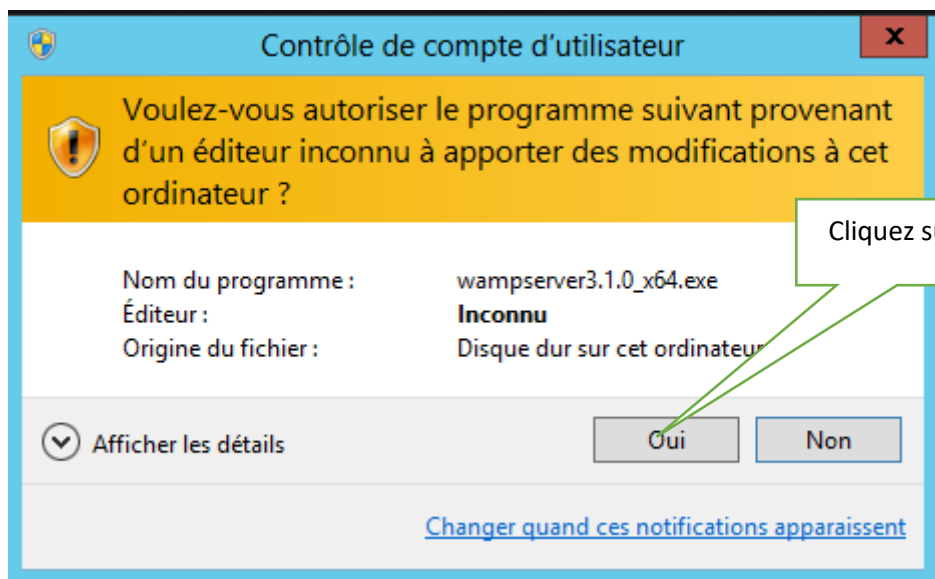 Contrôle de compte d'utilisateur
x
Voulez-vous autoriser le programme suivant provenant
d'un éditeur inconnu à apporter des modifications à cet
ordinateur ?
Cliquez
Nom du programme : wampserver3.1.0_x64.exe
Éditeur : Inconnu
Origine du fichier : Disque dur sur cet ordinateur
Afficher les détails
Oui
Non
Changer quand ces notifications apparaissent